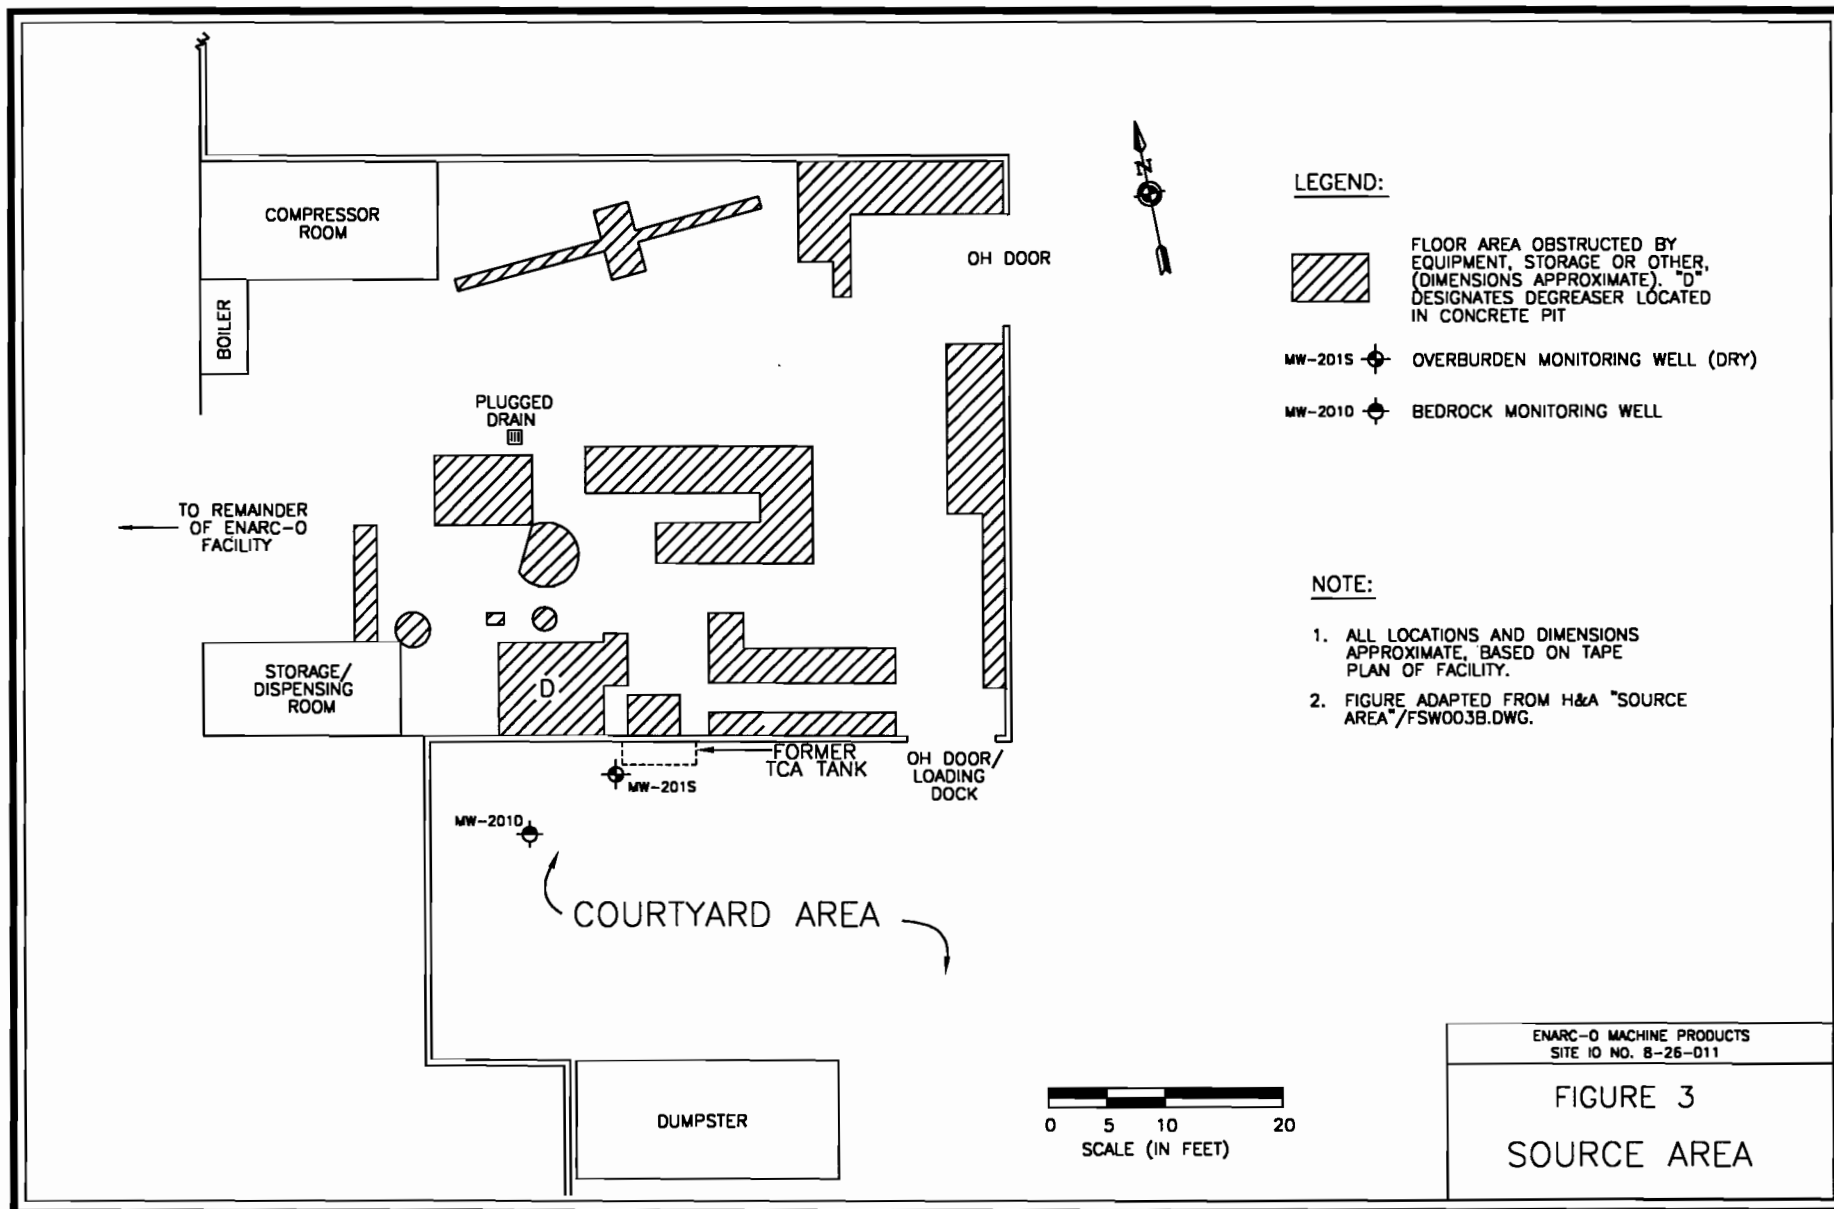 COMPRESSOR
ROOM
BOILER
OH DOOR
N
PLUGGED
DRAIN
TO REMAINDER
OF ENARC-O
FACILITY
STORAGE/
DISPENSING
ROOM
D
FORMER
TCA TANK
OH DOOR/
LOADING
DOCK
MW-201S
MW-201D
COURTYARD AREA
DUMPSTER
0 5 10 20
SCALE (IN FEET)
LEGEND:
FLOOR AREA OBSTRUCTED BY
EQUIPMENT, STORAGE OR OTHER,
(DIMENSIONS APPROXIMATE). "D"
DESIGNATES DEGREASER LOCATED
IN CONCRETE PIT
MW-201S OVERBURDEN MONITORING WELL (DRY)
MW-201D BEDROCK MONITORING WELL
NOTE:
1. ALL LOCATIONS AND DIMENSIONS
APPROXIMATE, BASED ON TAPE
PLAN OF FACILITY.
2. FIGURE ADAPTED FROM H&A "SOURCE
AREA"/FSW003B.DWG.
ENARC-O MACHINE PRODUCTS
SITE ID NO. 8-26-011
FIGURE 3
SOURCE AREA